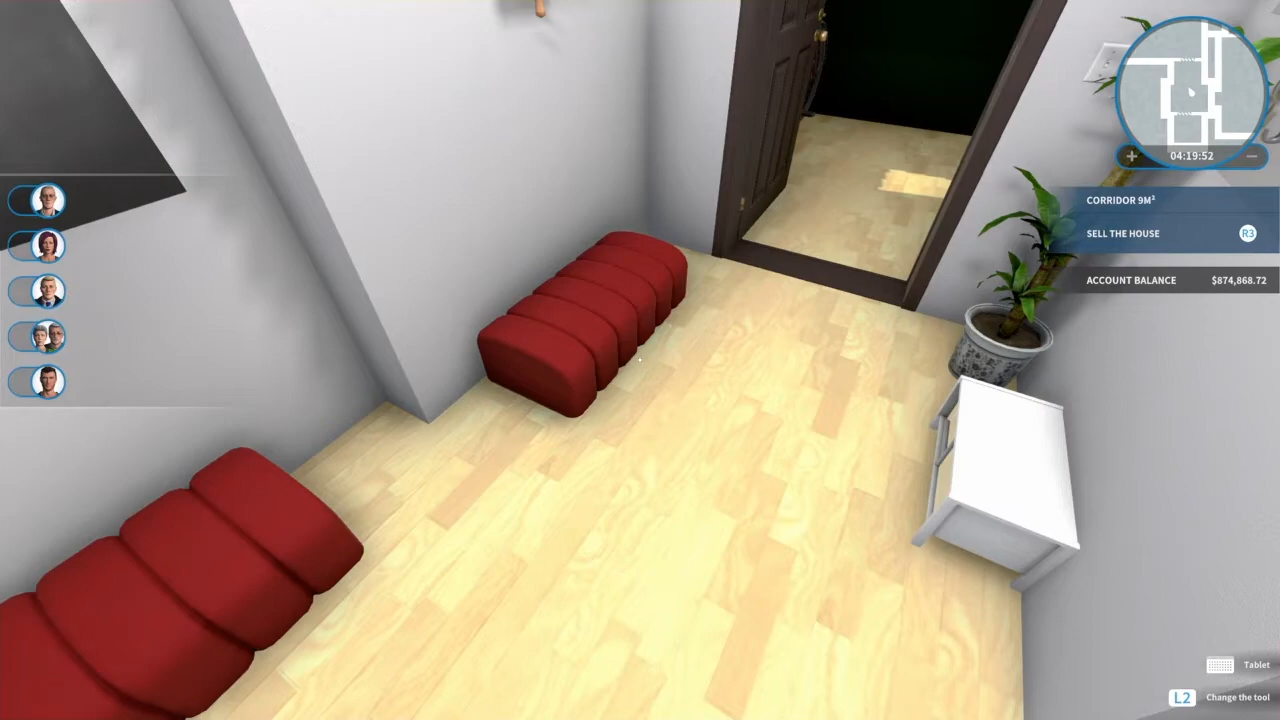 04:19:52
CORRIDOR 9M²
SELL THE HOUSE R3
ACCOUNT BALANCE $874,868.72
Tablet
L2 Change the tool